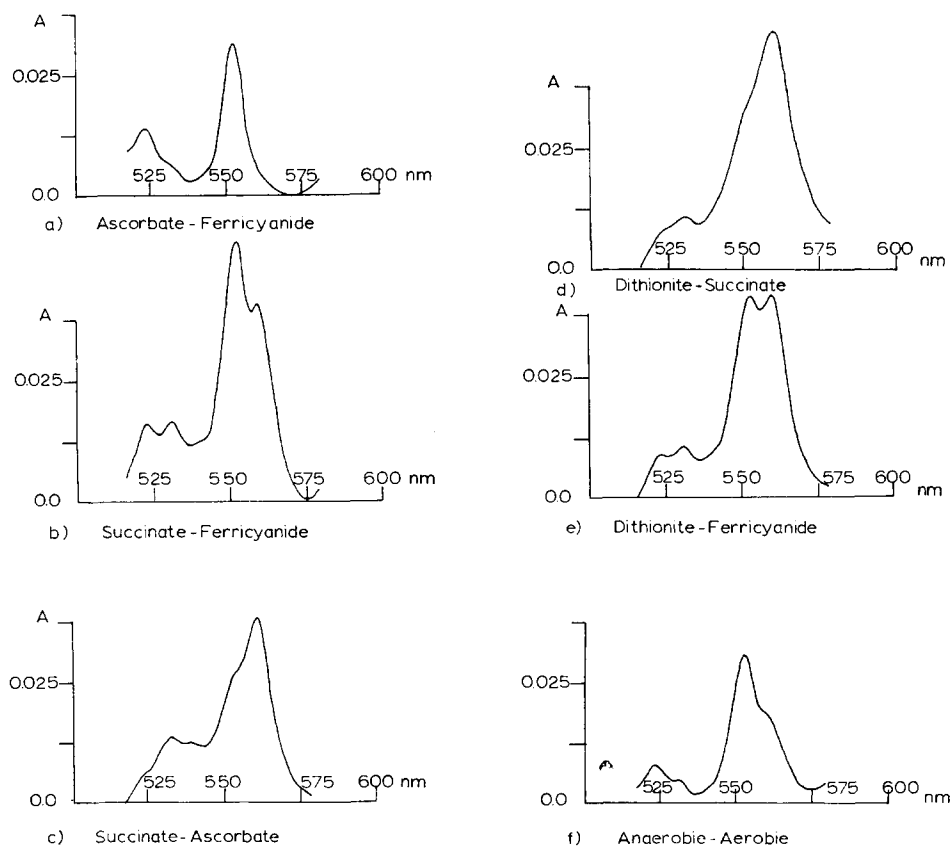 A
0.025
0.0
525 550 575 600 nm
a) Ascorbate-Ferricyanide
A
0.025
0.0
525 550 575 600 nm
b) Succinate-Ferricyanide
A
0.025
0.0
525 550 575 600 nm
c) Succinate-Ascorbate
A
0.025
0.0
525 550 575 600 nm
d) Dithionite-Succinate
A
0.025
0.0
525 550 575 600 nm
e) Dithionite-Ferricyanide
A
0.025
0.0
525 550 575 600 nm
f) Anaerobie-Aerobie